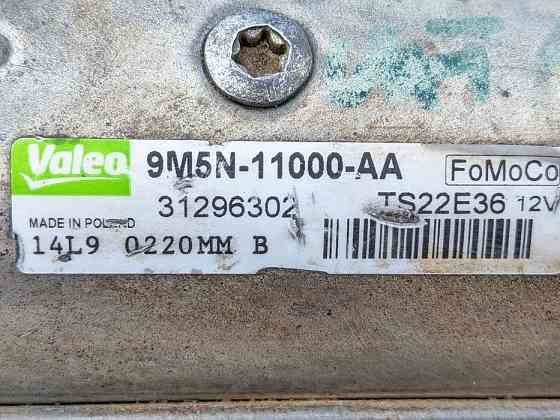 Valeo 9M5N-11000-AA FoMoCo
31296302 TS22E36 12V
MADE IN POLAND
14L9 0220MM B